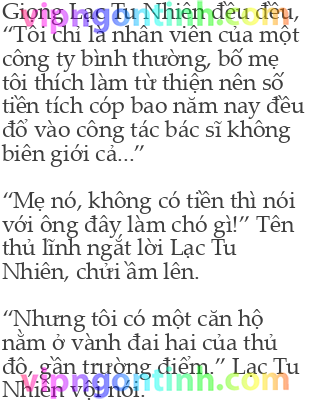 Giọng Lạc Tu Nhiên đều đều,
“Tôi chỉ là nhân viên của một
công ty bình thường, bố mẹ
tôi thích làm từ thiện nên số
tiền tích cóp bao năm nay đều
đổ vào công tác bác sĩ không
biên giới cả...”
“Mẹ nó, không có tiền thì nói
với ông đây làm chó gì!” Tên
thủ lĩnh ngắt lời Lạc Tu
Nhiên, chửi ầm lên.
“Nhưng tôi có một căn hộ
nằm ở vành đai hai của thủ
đô, gần trường điểm.” Lạc Tu
Nhiên vội nói.
vipngontinh.com
vipngontinh.com
vipngontinh.com